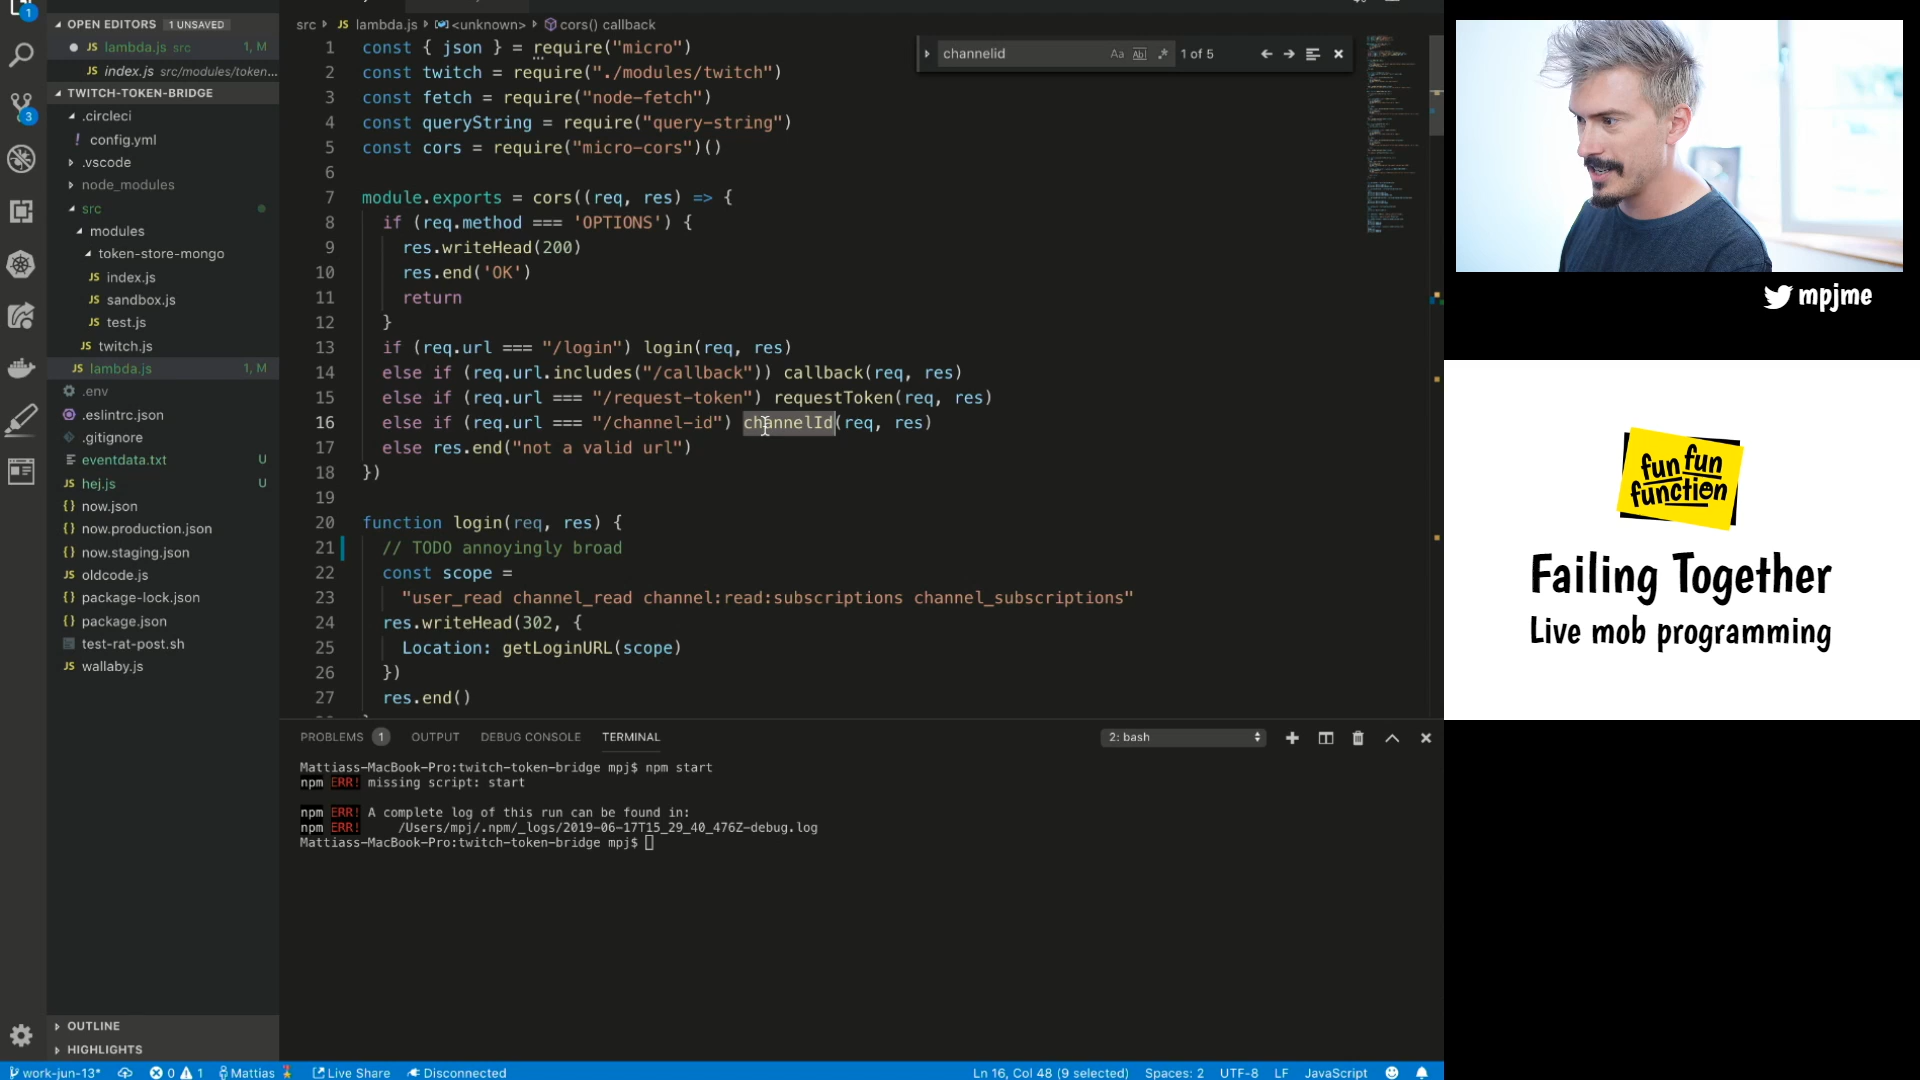 1
OPEN EDITORS 1 UNSAVED
JS lambda.js src 1, M
JS index.js src/modules/token...
TWITCH-TOKEN-BRIDGE
.circleci
! config.yml
.vscode
node_modules
src
modules
token-store-mongo
JS index.js
JS sandbox.js
JS test.js
JS twitch.js
JS lambda.js 1, M
.env
.eslintrc.json
.gitignore
eventdata.txt U
JS hej.js U
{} now.json
{} now.production.json
{} now.staging.json
JS oldcode.js
{} package-lock.json
{} package.json
test-rat-post.sh
JS wallaby.js
OUTLINE
HIGHLIGHTS
3
src JS lambda.js <unknown> cors() callback
channelid Aa Abl .* 1 of 5
1 const { json } = require("micro")
2 const twitch = require("./modules/twitch")
3 const fetch = require("node-fetch")
4 const queryString = require("query-string")
5 const cors = require("micro-cors")()
6
7 module.exports = cors((req, res) => {
8 if (req.method === 'OPTIONS') {
9 res.writeHead(200)
10 res.end('OK')
11 return
12 }
13 if (req.url === "/login") login(req, res)
14 else if (req.url.includes("/callback")) callback(req, res)
15 else if (req.url === "/request-token") requestToken(req, res)
16 else if (req.url === "/channel-id") channelId(req, res)
17 else res.end("not a valid url")
18 })
19
20 function login(req, res) {
21 // TODO annoyingly broad
22 const scope =
23 "user_read channel_read channel:read:subscriptions channel_subscriptions"
24 res.writeHead(302, {
25 Location: getLoginURL(scope)
26 })
27 res.end()
PROBLEMS 1 OUTPUT DEBUG CONSOLE TERMINAL 2: bash
Mattiass-MacBook-Pro:twitch-token-bridge mpj$ npm start
npm ERR! missing script: start
npm ERR! A complete log of this run can be found in:
npm ERR! /Users/mpj/.npm/_logs/2019-06-17T15_29_40_476Z-debug.log
Mattiass-MacBook-Pro:twitch-token-bridge mpj$
work-jun-13* 0 1 Mattias Live Share Disconnected Ln 16, Col 48 (9 selected) Spaces: 2 UTF-8 LF JavaScript
mpjme
fun fun
function
Failing Together
Live mob programming